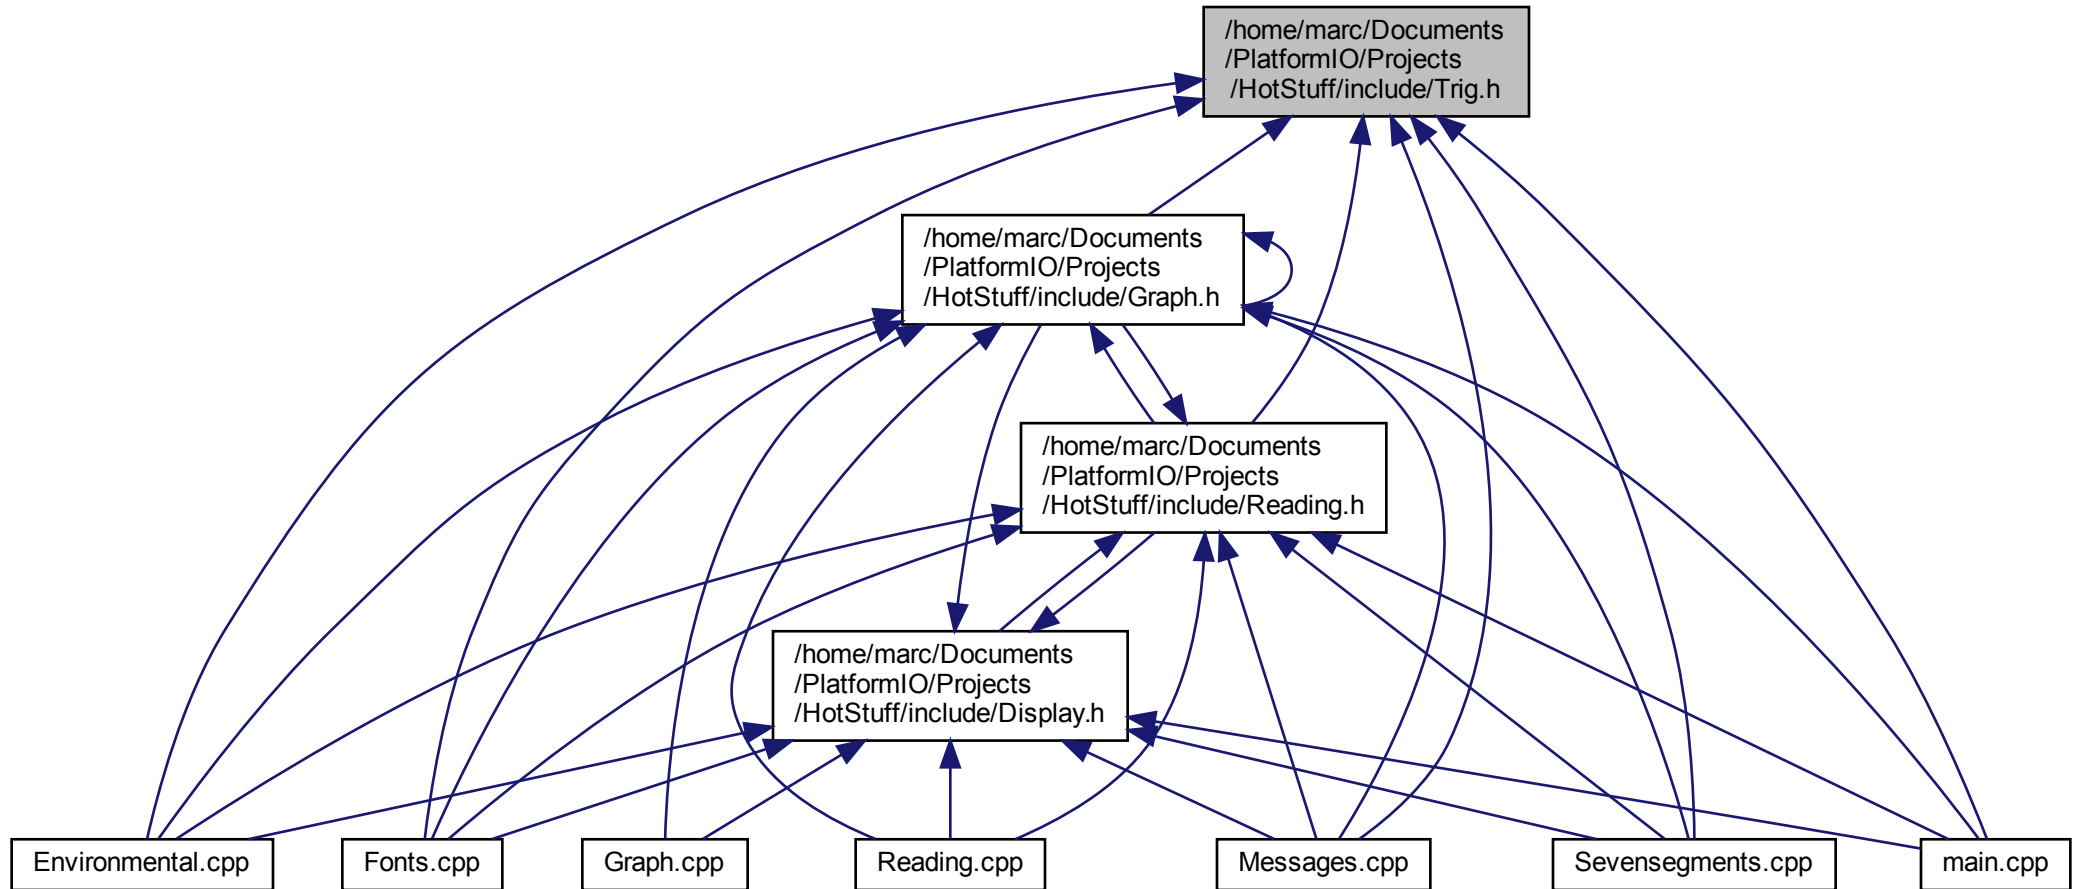 /home/marc/Documents
/PlatformIO/Projects
/HotStuff/include/Trig.h
/home/marc/Documents
/PlatformIO/Projects
/HotStuff/include/Graph.h
/home/marc/Documents
/PlatformIO/Projects
/HotStuff/include/Reading.h
/home/marc/Documents
/PlatformIO/Projects
/HotStuff/include/Display.h
Environmental.cpp
Fonts.cpp
Graph.cpp
Reading.cpp
Messages.cpp
Sevensegments.cpp
main.cpp